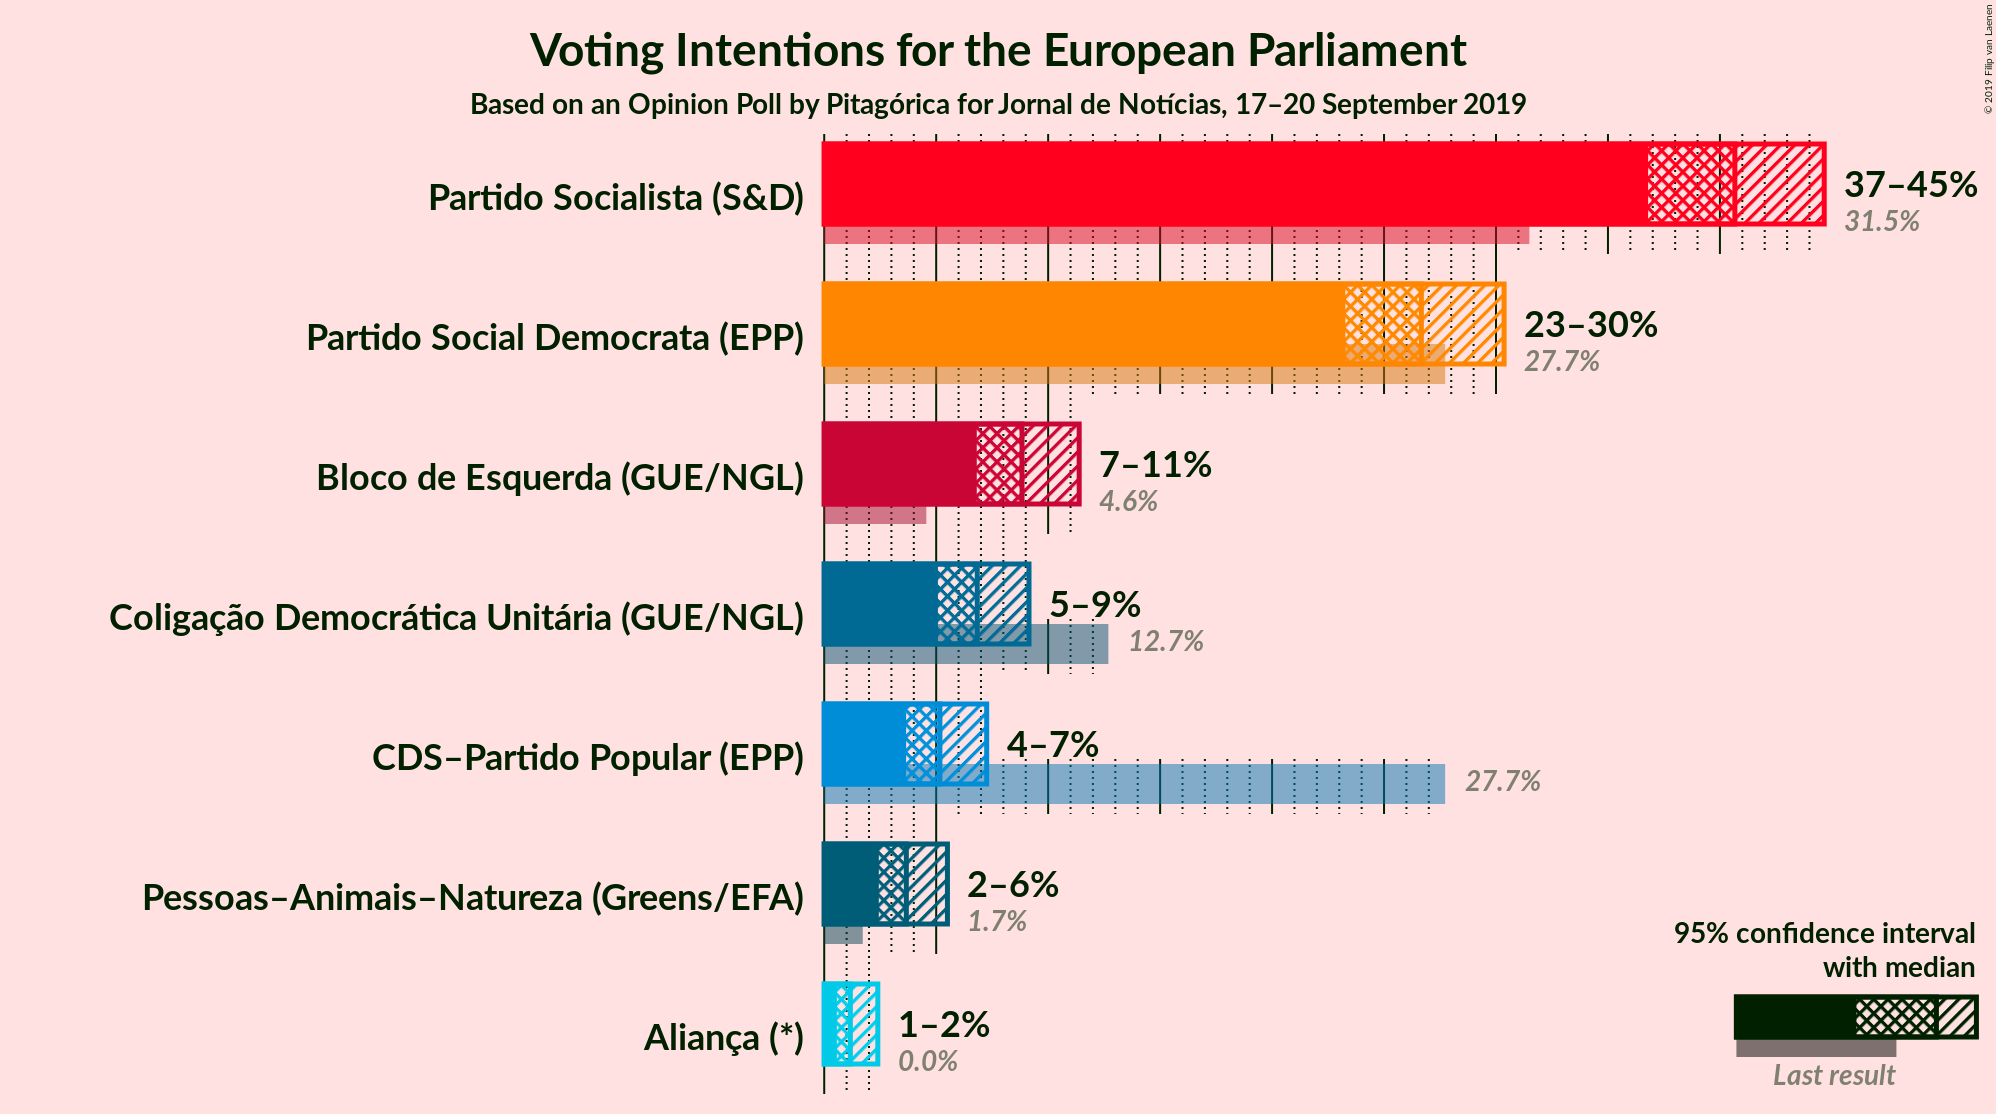 Voting Intentions for the European Parliament
Based on an Opinion Poll by Pitagórica for Jornal de Notícias, 17–20 September 2019
© 2019 Filip van Laenen
Partido Socialista (S&D)
37–45%
31.5%
Partido Social Democrata (EPP)
23–30%
27.7%
Bloco de Esquerda (GUE/NGL)
7–11%
4.6%
Coligação Democrática Unitária (GUE/NGL)
5–9%
12.7%
CDS–Partido Popular (EPP)
4–7%
27.7%
Pessoas–Animais–Natureza (Greens/EFA)
2–6%
1.7%
Aliança (*)
1–2%
0.0%
95% confidence interval
with median
Last result